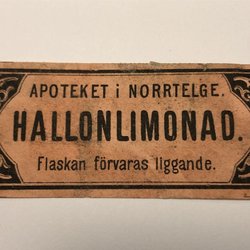 APOTEKET i NORRTELGE.
HALLONLIMONAD.
Flaskan förvaras liggande.